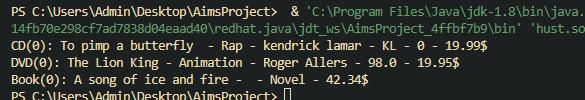 PS C:\Users\Admin\Desktop\AimsProject>  & 'C:\Program Files\Java\jdk-1.8\bin\java.
14fb70e298cf7ad7838d04eaad40\redhat.java\jdt_ws\AimsProject_4ffbf7b9\bin' 'hust.so
CD(0): To pimp a butterfly  - Rap - kendrick lamar - KL - 0 - 19.99$
DVD(0): The Lion King - Animation - Roger Allers - 98.0 - 19.95$
Book(0): A song of ice and fire -  - Novel - 42.34$
PS C:\Users\Admin\Desktop\AimsProject>